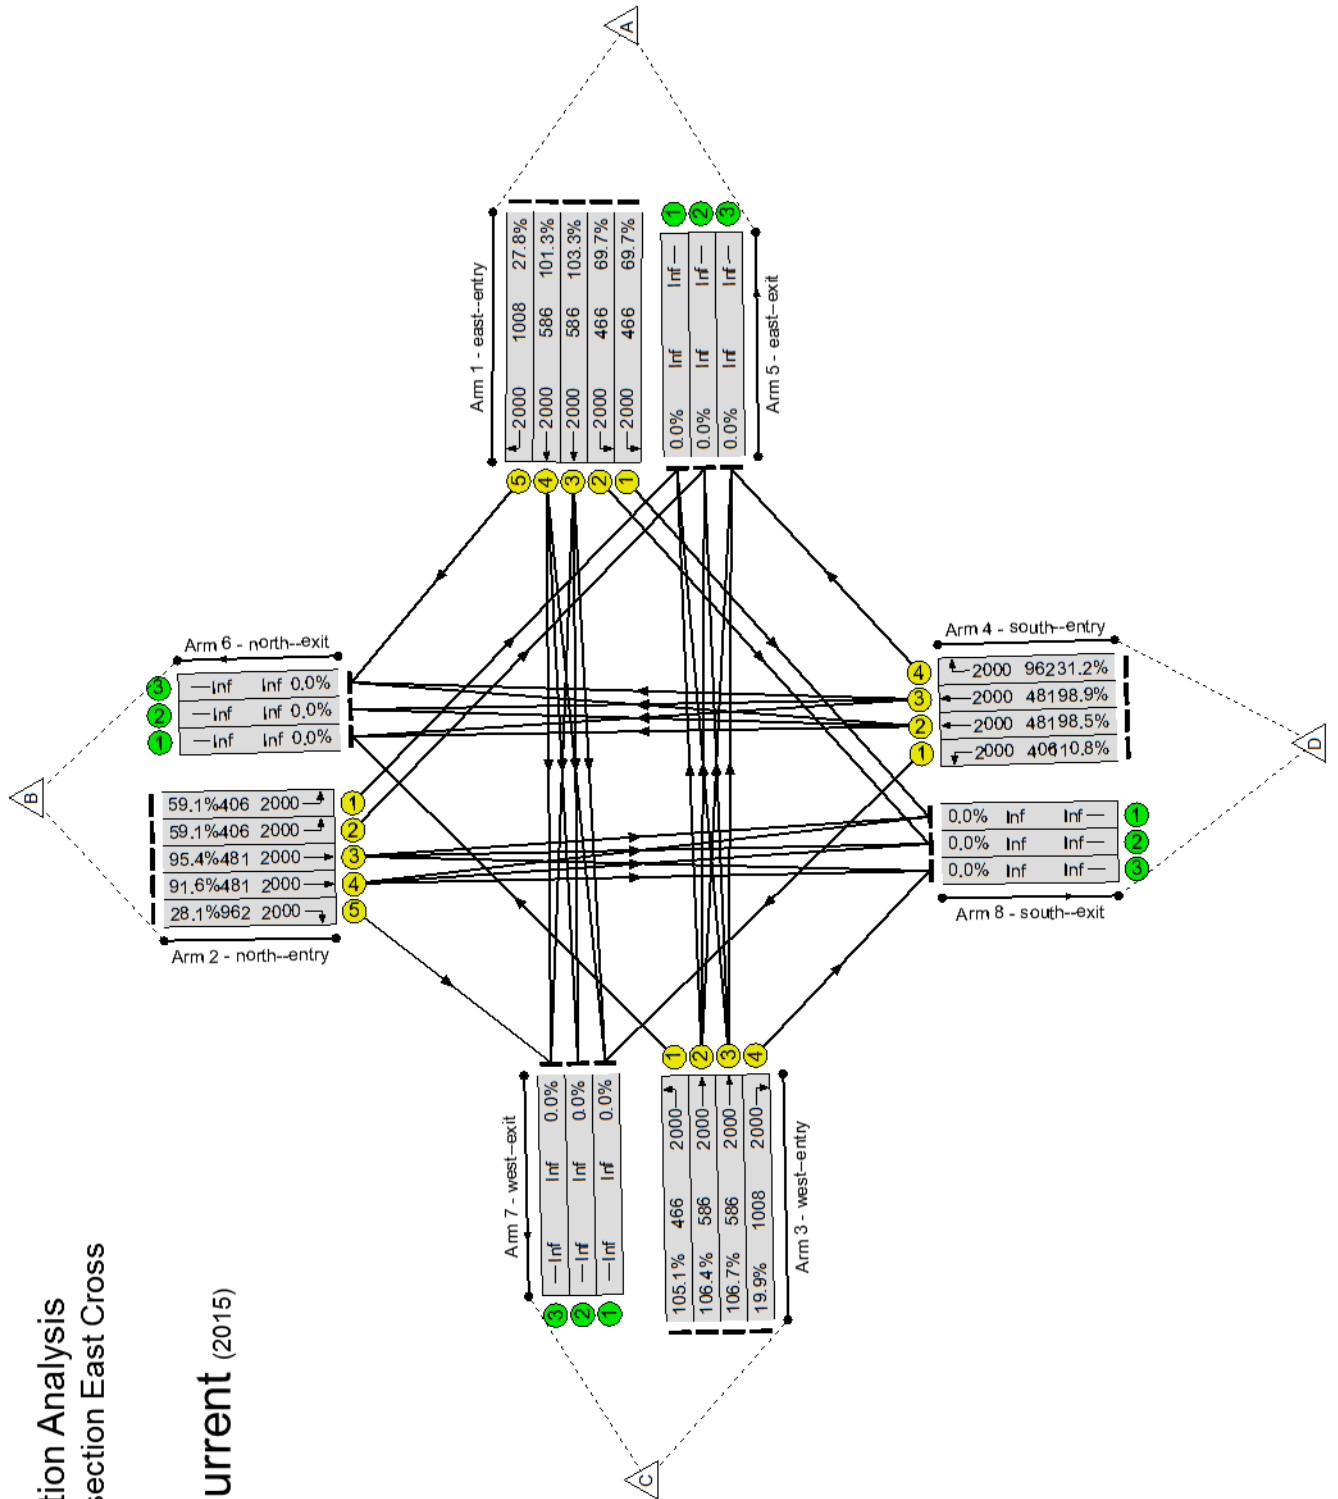 tion Analysis
section East Cross
urrent (2015)
A
Arm 1 - east--entry
2000 1008 27.8%
2000 586 101.3%
2000 586 103.3%
2000 466 69.7%
2000 466 69.7%
5
4
3
2
1
0.0% Inf Inf
0.0% Inf Inf
0.0% Inf Inf
1
2
3
Arm 5 - east--exit
Arm 6 - north--exit
3 Inf Inf 0.0%
2 Inf Inf 0.0%
1 Inf Inf 0.0%
B
59.1% 406 2000 1
59.1% 406 2000 2
95.4% 481 2000 3
91.6% 481 2000 4
28.1% 962 2000 5
Arm 2 - north--entry
Arm 4 - south--entry
4 2000 962 31.2%
3 2000 481 98.9%
2 2000 481 98.5%
1 2000 406 10.8%
D
0.0% Inf Inf 1
0.0% Inf Inf 2
0.0% Inf Inf 3
Arm 8 - south--exit
Arm 7 - west--exit
3 Inf Inf 0.0%
2 Inf Inf 0.0%
1 Inf Inf 0.0%
105.1% 466 2000 1
106.4% 586 2000 2
106.7% 586 2000 3
19.9% 1008 2000 4
Arm 3 - west--entry
C